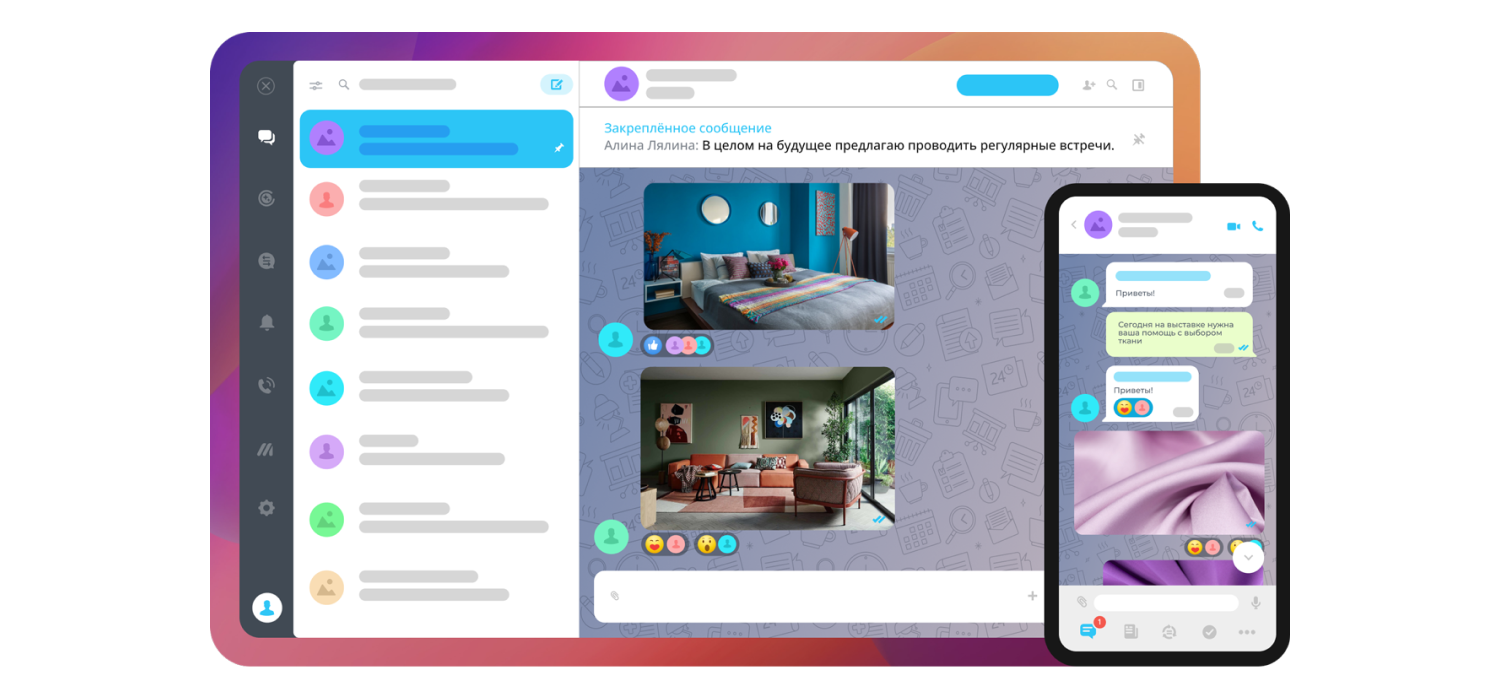 Закреплённое сообщение
Алина Лялина: В целом на будущее предлагаю проводить регулярные встречи.
Приветы!
Сегодня на выставке нужна
ваша помощь с выбором
ткани
Приветы!
1